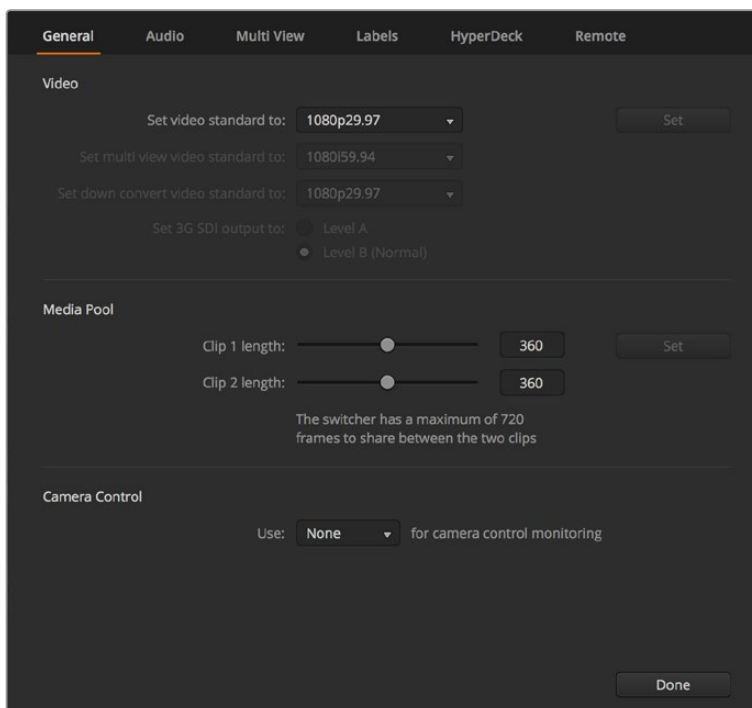 General Audio Multi View Labels HyperDeck Remote
Video
Set video standard to: 1080p29.97 Set
Set multi view video standard to: 1080i59.94
Set down convert video standard to: 1080p29.97
Set 3G SDI output to: Level A
Level B (Normal)
Media Pool
Clip 1 length: 360 Set
Clip 2 length: 360
The switcher has a maximum of 720
frames to share between the two clips
Camera Control
Use: None for camera control monitoring
Done